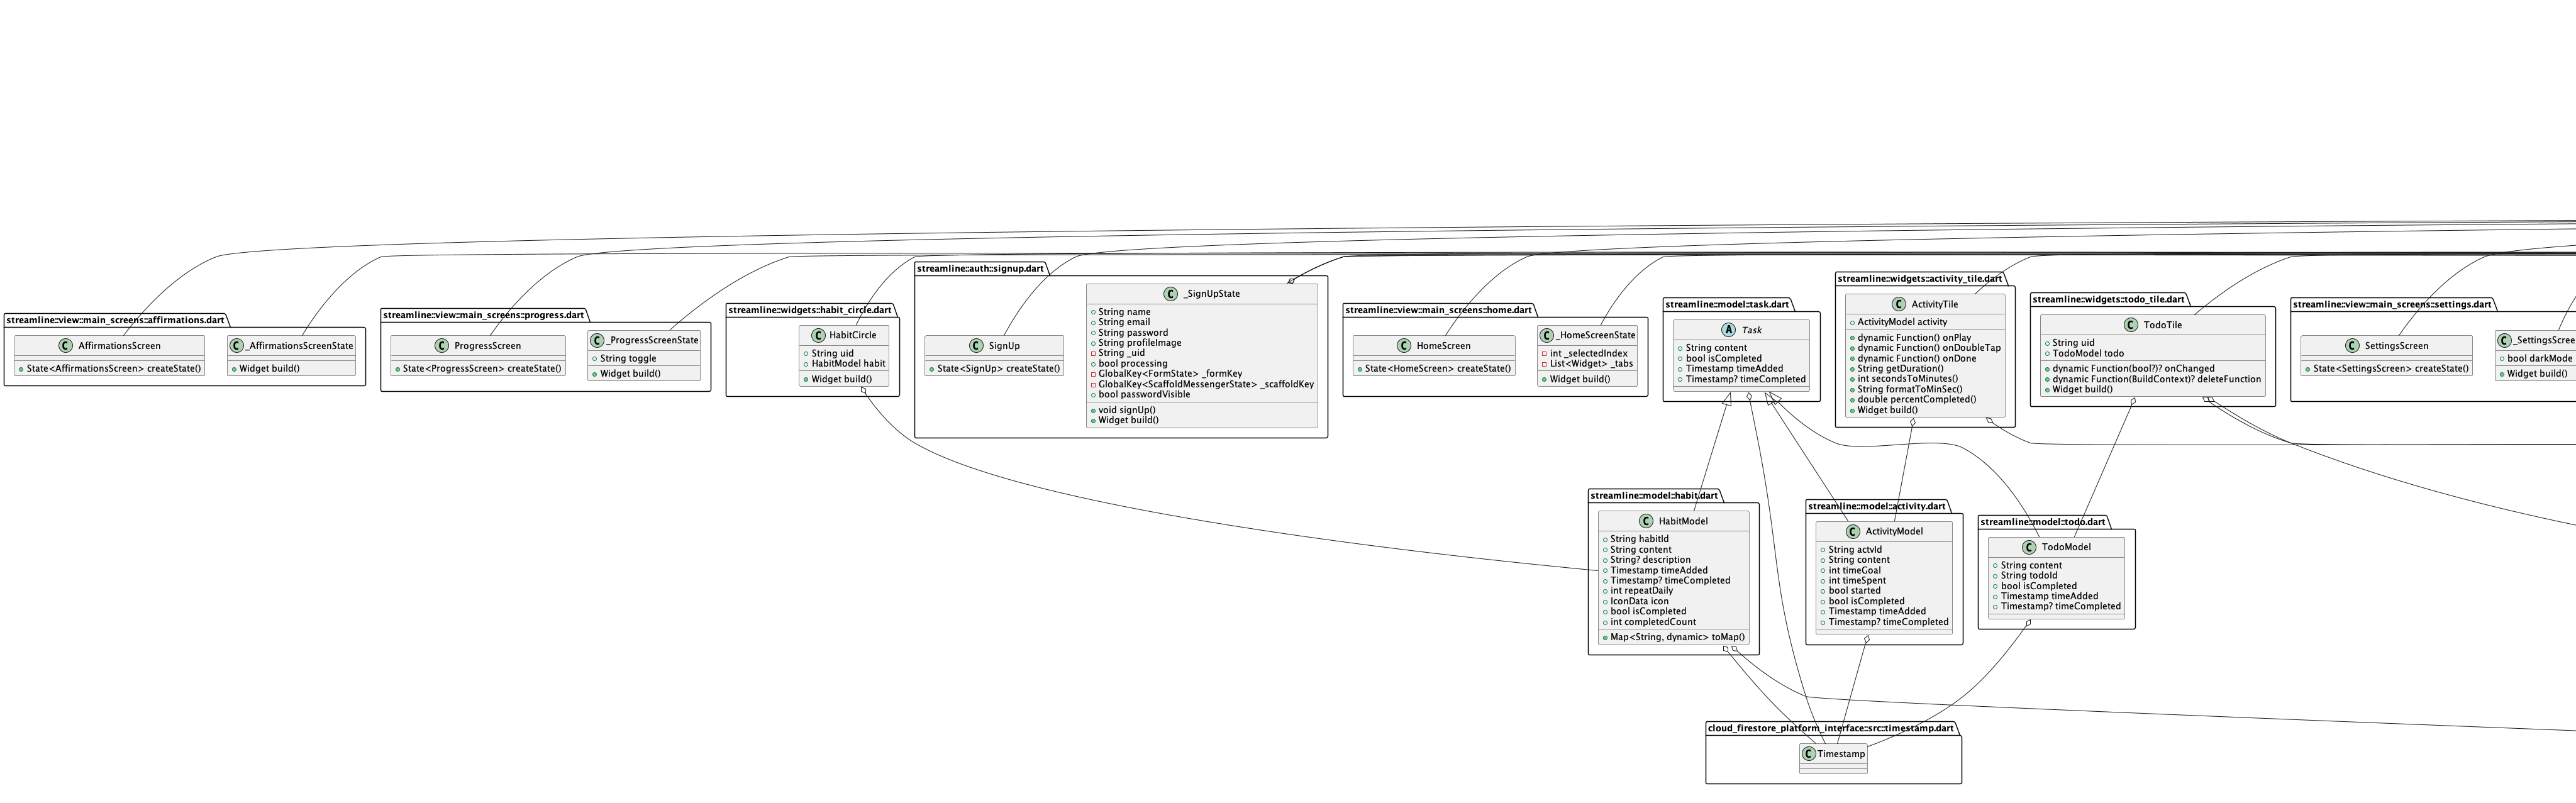 streamline::view::main_screens::affirmations.dart
C AffirmationsScreen
State<AffirmationsScreen> createState()
C _AffirmationsScreenState
Widget build()
streamline::view::main_screens::progress.dart
C ProgressScreen
State<ProgressScreen> createState()
C _ProgressScreenState
String toggle
Widget build()
streamline::widgets::habit_circle.dart
C HabitCircle
String uid
HabitModel habit
Widget build()
streamline::auth::signup.dart
C SignUp
State<SignUp> createState()
C _SignUpState
String name
String email
String password
String profileImage
String _uid
bool processing
GlobalKey<FormState> _formKey
GlobalKey<ScaffoldMessengerState> _scaffoldKey
bool passwordVisible
void signUp()
Widget build()
streamline::view::main_screens::home.dart
C HomeScreen
State<HomeScreen> createState()
C _HomeScreenState
int _selectedIndex
List<Widget> _tabs
Widget build()
streamline::model::task.dart
A Task
String content
bool isCompleted
Timestamp timeAdded
Timestamp? timeCompleted
streamline::widgets::activity_tile.dart
C ActivityTile
ActivityModel activity
dynamic Function() onPlay
dynamic Function() onDoubleTap
dynamic Function() onDone
String getDuration()
int secondsToMinutes()
String formatToMinSec()
double percentCompleted()
Widget build()
streamline::widgets::todo_tile.dart
C TodoTile
String uid
TodoModel todo
dynamic Function(bool?)? onChanged
dynamic Function(BuildContext)? deleteFunction
Widget build()
streamline::view::main_screens::settings.dart
C SettingsScreen
State<SettingsScreen> createState()
C _SettingsScree
bool darkMode
Widget build()
streamline::model::habit.dart
C HabitModel
String habitId
String content
String? description
Timestamp timeAdded
Timestamp? timeCompleted
int repeatDaily
IconData icon
bool isCompleted
int completedCount
Map<String, dynamic> toMap()
streamline::model::activity.dart
C ActivityModel
String actvId
String content
int timeGoal
int timeSpent
bool started
bool isCompleted
Timestamp timeAdded
Timestamp? timeCompleted
streamline::model::todo.dart
C TodoModel
String content
String todoId
bool isCompleted
Timestamp timeAdded
Timestamp? timeCompleted
cloud_firestore_platform_interface::src::timestamp.dart
C Timestamp